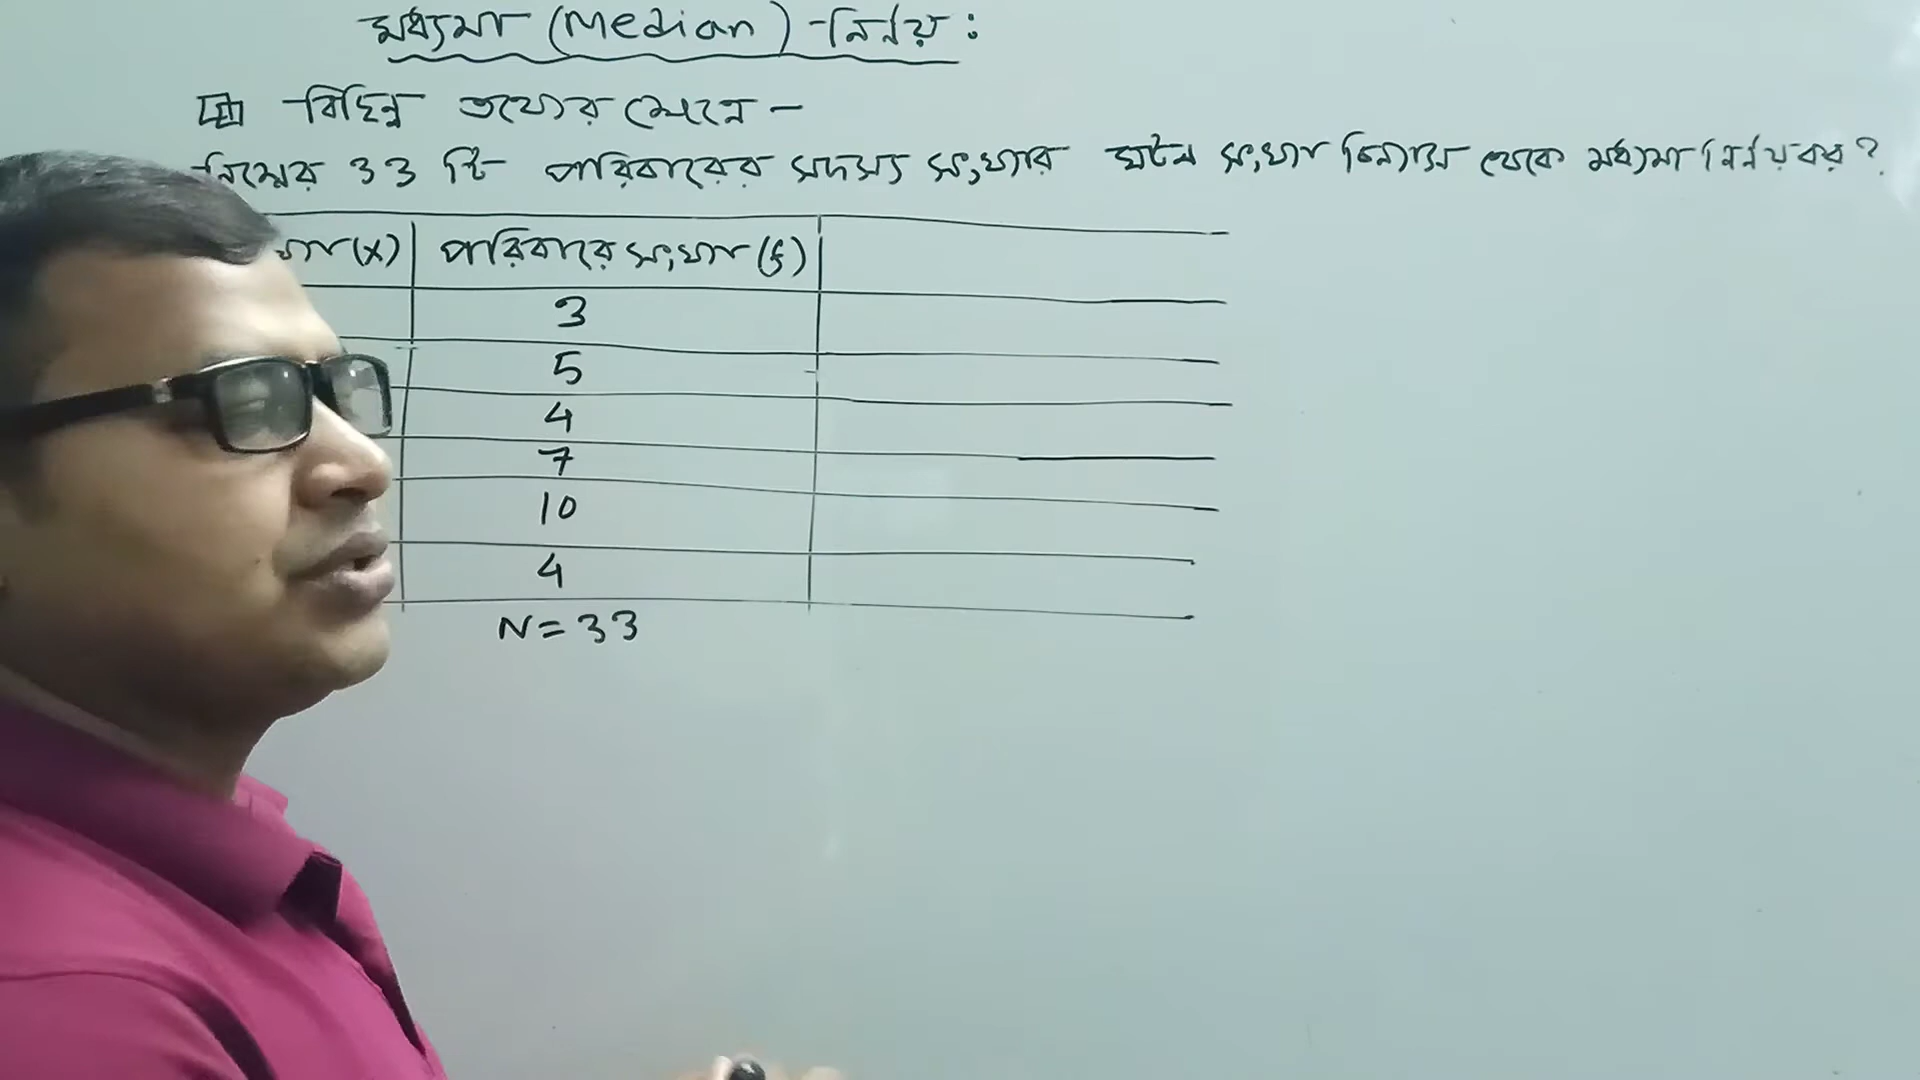 মধ্যমা (Median) নির্ণয় :
বিচ্ছিন্ন তথ্যের ক্ষেত্রে -
নিম্নের 33 টি পরিবারের সদস্য সংখ্যার ঘটন সংখ্যা বিন্যাস থেকে মধ্যমা নির্ণয় কর ?
(x) পরিবারে সংখ্যা (f)
3
5
4
7
10
4
N = 33